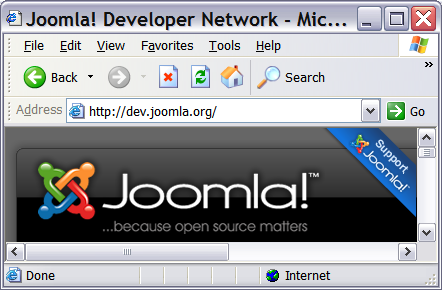 Joomla! Developer Network - Mic...
File Edit View Favorites Tools Help
Back Search
Address http://dev.joomla.org/ Go
Support
Joomla!
Joomla!™
...because open source matters
Done Internet